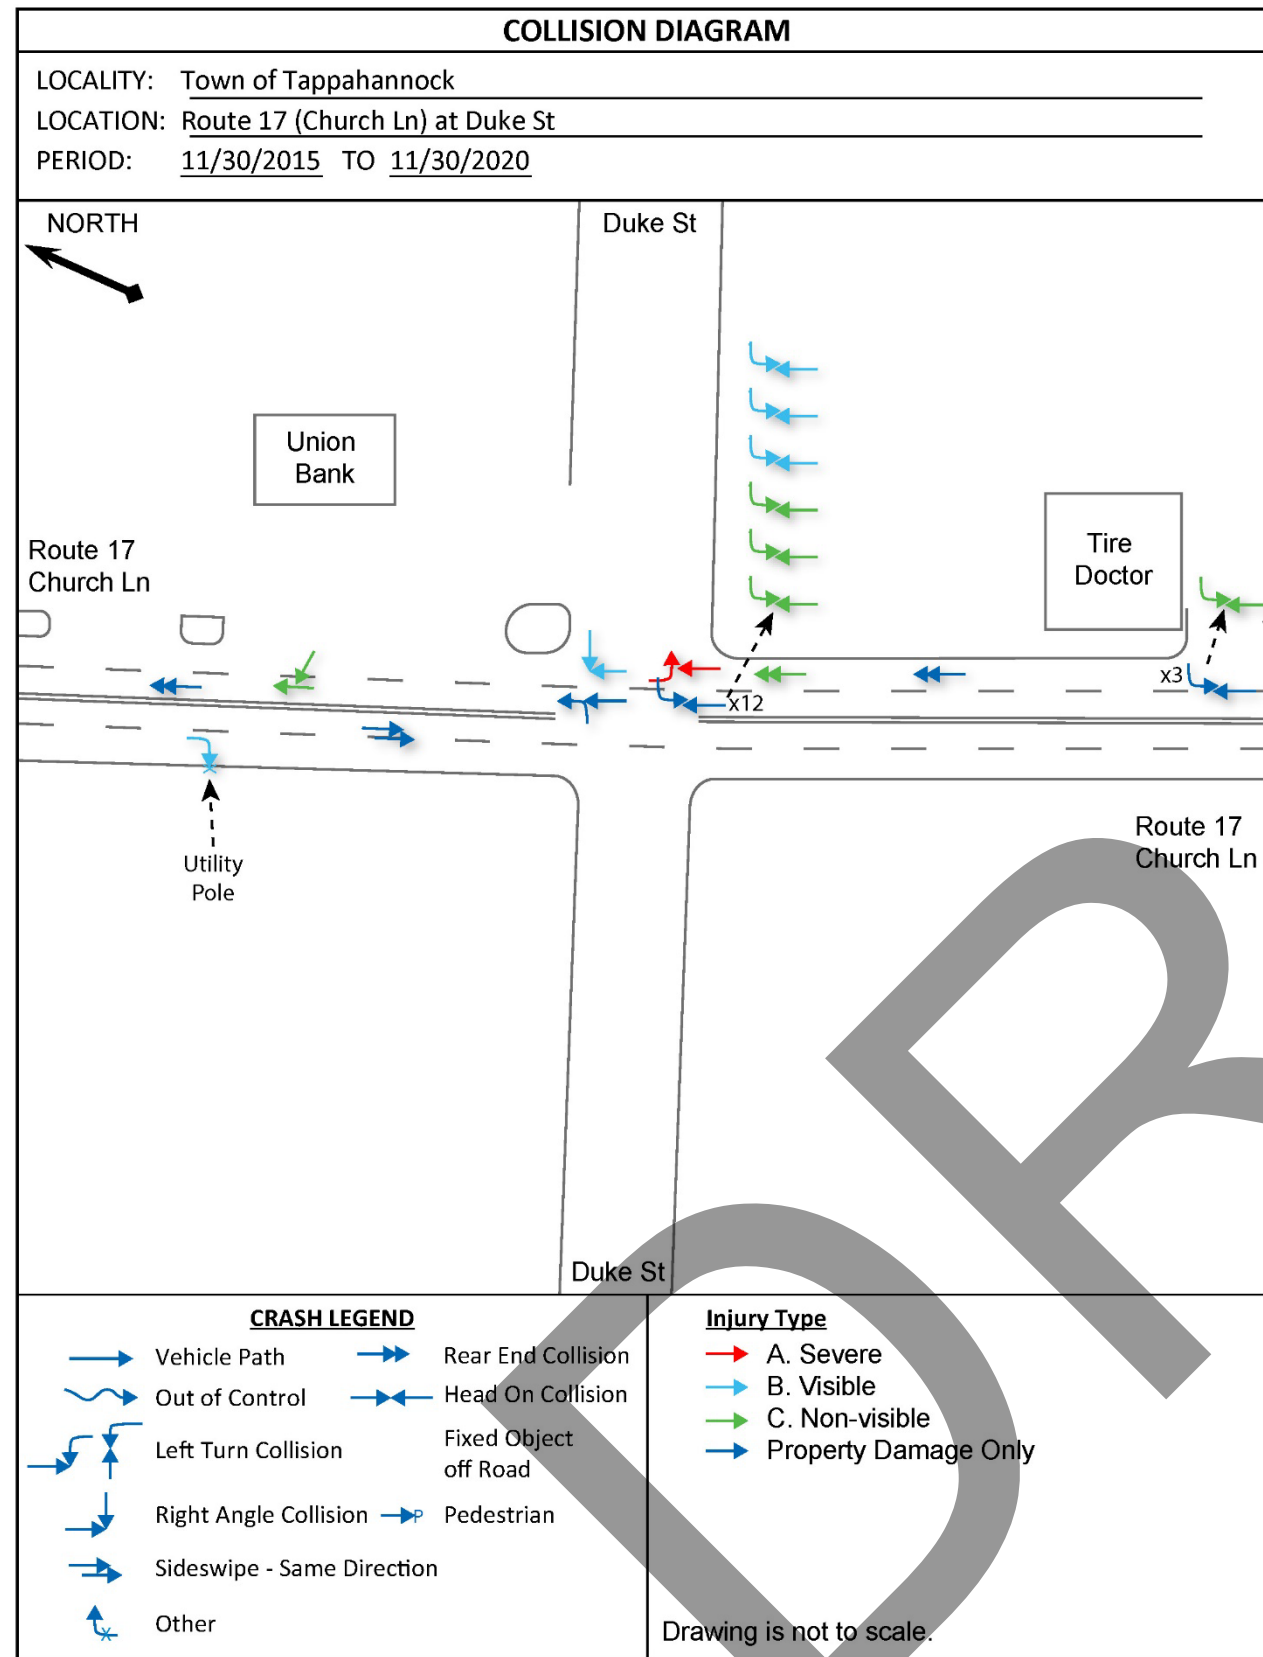 COLLISION DIAGRAM
LOCALITY: Town of Tappahannock
LOCATION: Route 17 (Church Ln) at Duke St
PERIOD: 11/30/2015 TO 11/30/2020
NORTH
Duke St
Union
Bank
Tire
Doctor
Route 17
Church Ln
x3
x12
Route 17
Church Ln
Utility
Pole
Duke St
CRASH LEGEND
Vehicle Path
Rear End Collision
Out of Control
Head On Collision
Left Turn Collision
Fixed Object
off Road
Right Angle Collision
P
Pedestrian
Sideswipe - Same Direction
Other
Injury Type
A. Severe
B. Visible
C. Non-visible
Property Damage Only
Drawing is not to scale.
DR